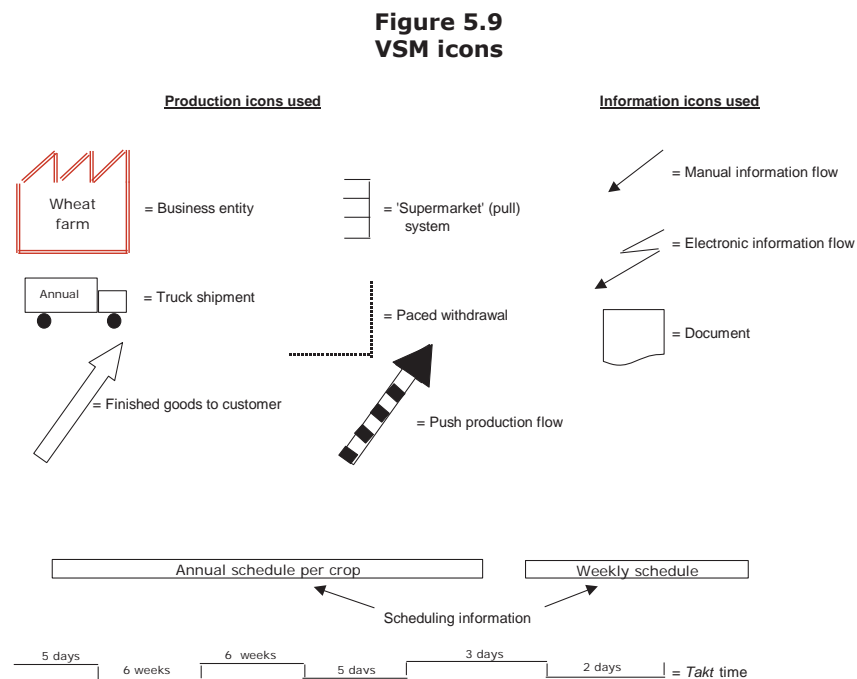 Figure 5.9
VSM icons
Production icons used
Information icons used
Wheat
farm
= Business entity
= 'Supermarket' (pull)
system
= Manual information flow
= Electronic information flow
Annual
= Truck shipment
= Paced withdrawal
= Document
= Finished goods to customer
= Push production flow
Annual schedule per crop
Weekly schedule
Scheduling information
5 days
6 weeks
6 weeks
5 days
3 days
2 days
= Takt time